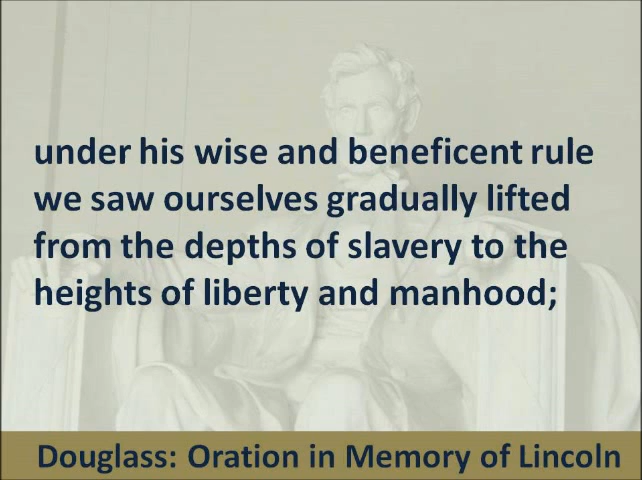 under his wise and beneficent rule
we saw ourselves gradually lifted
from the depths of slavery to the
heights of liberty and manhood;
Douglass: Oration in Memory of Lincoln